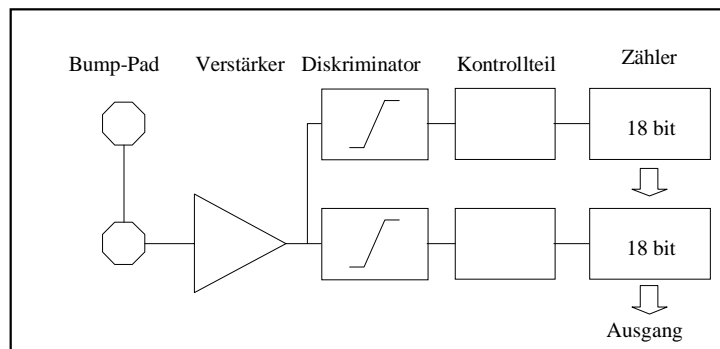 Bump-Pad Verstärker Diskriminator Kontrollteil Zähler
18 bit
18 bit
Ausgang